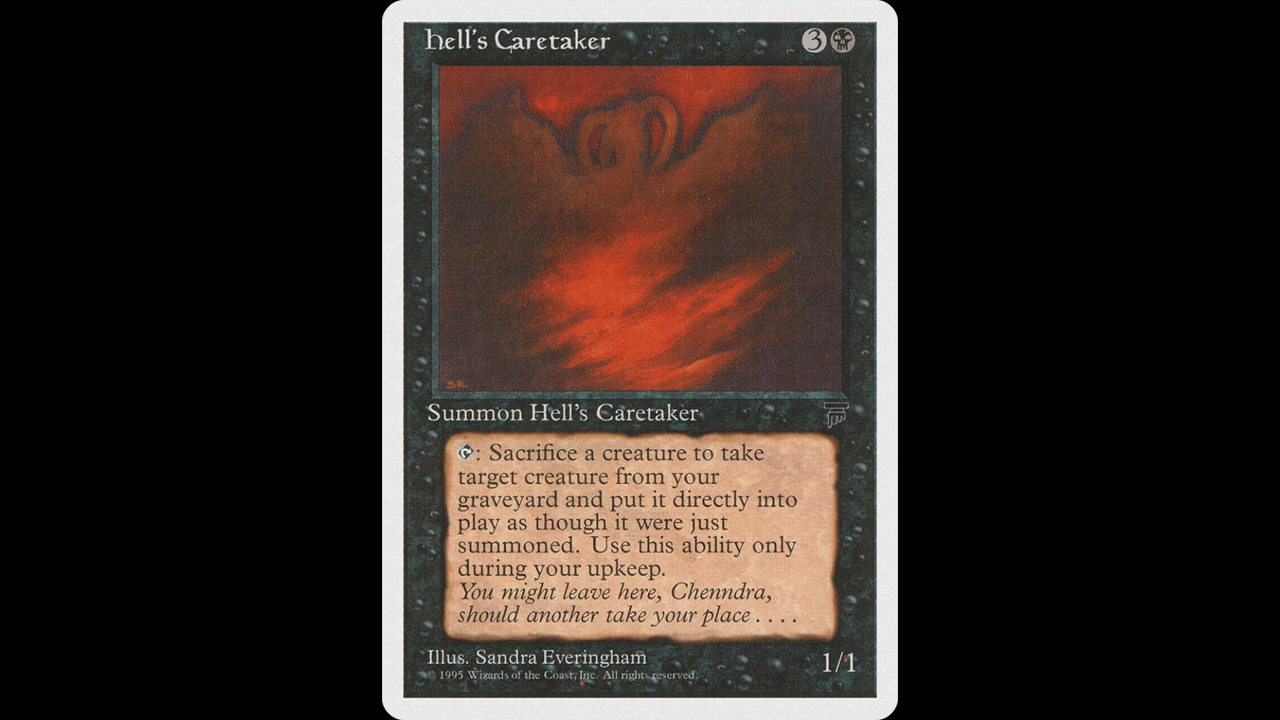 Hell's Caretaker
3
SE
Summon Hell's Caretaker
: Sacrifice a creature to take
target creature from your
graveyard and put it directly into
play as though it were just
summoned. Use this ability only
during your upkeep.
You might leave here, Chenndra,
should another take your place . . . .
Illus. Sandra Everingham
1/1
© 1995 Wizards of the Coast, Inc. All rights reserved.